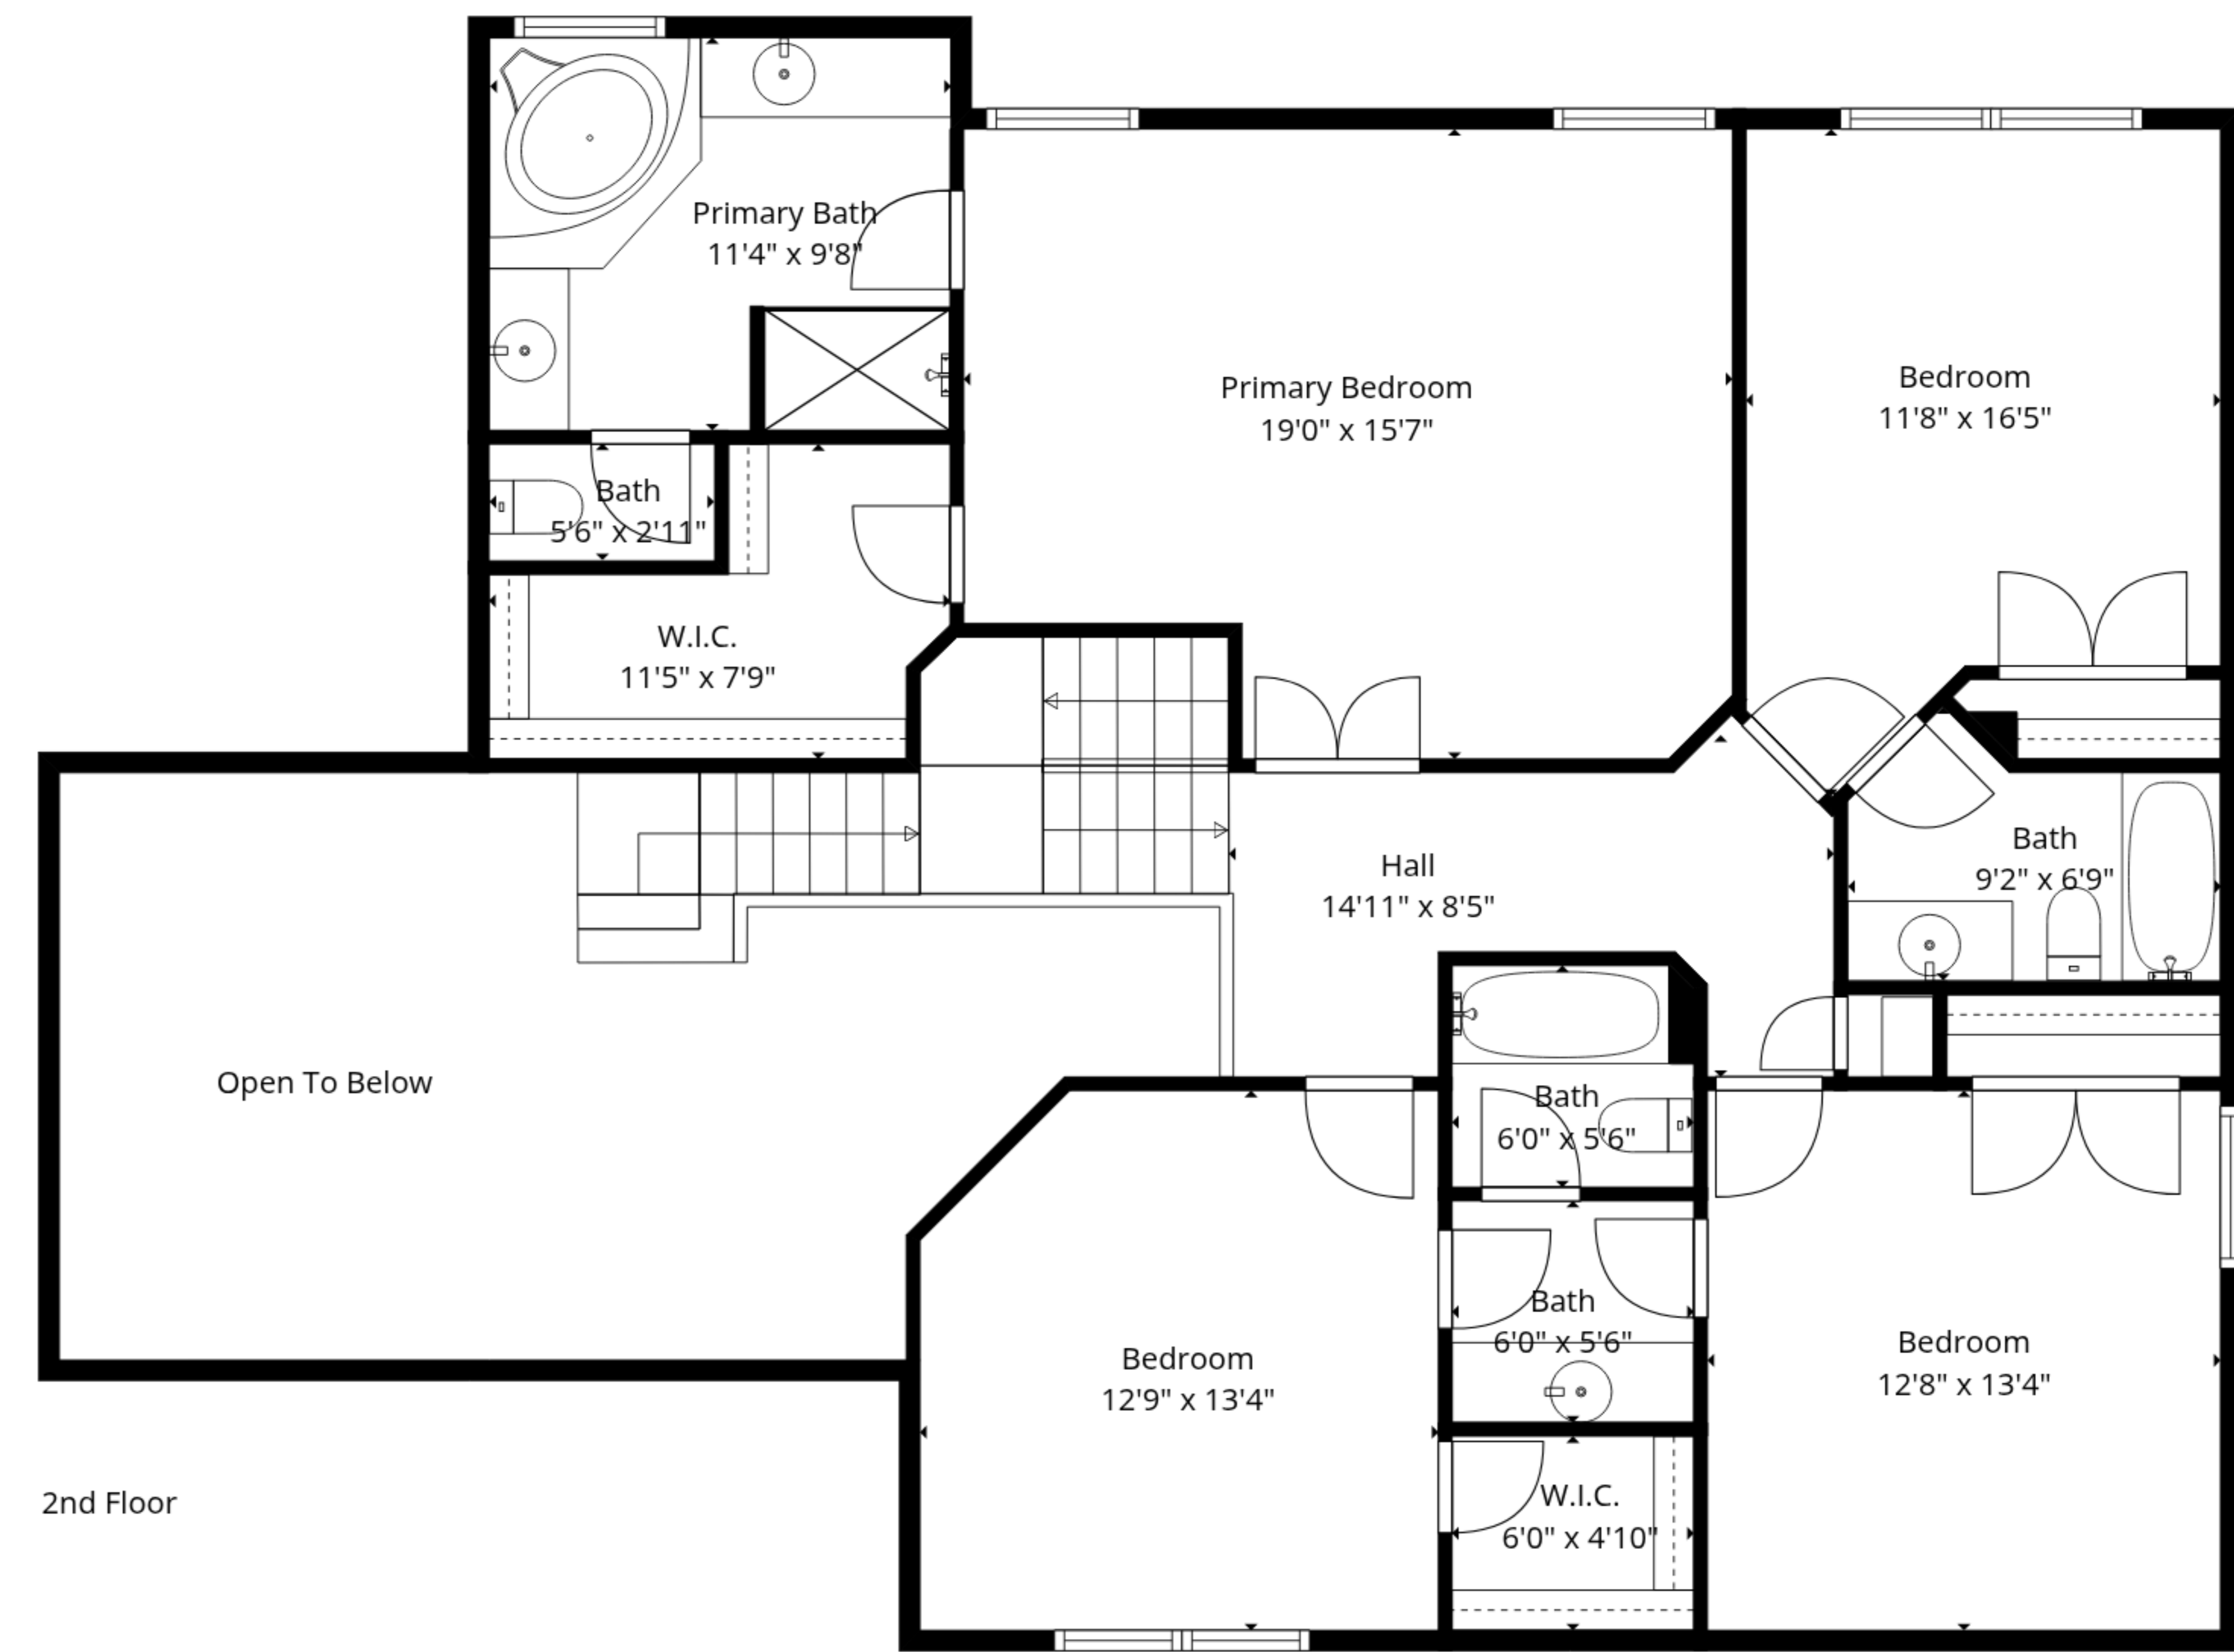 Primary Bath
11'4" x 9'8"
Primary Bedroom
19'0" x 15'7"
Bedroom
11'8" x 16'5"
Bath
5'6" x 2'11"
W.I.C.
11'5" x 7'9"
Hall
14'11" x 8'5"
Bath
9'2" x 6'9"
Open To Below
Bath
6'0" x 5'6"
Bath
6'0" x 5'6"
Bedroom
12'9" x 13'4"
Bedroom
12'8" x 13'4"
W.I.C.
6'0" x 4'10"
2nd Floor